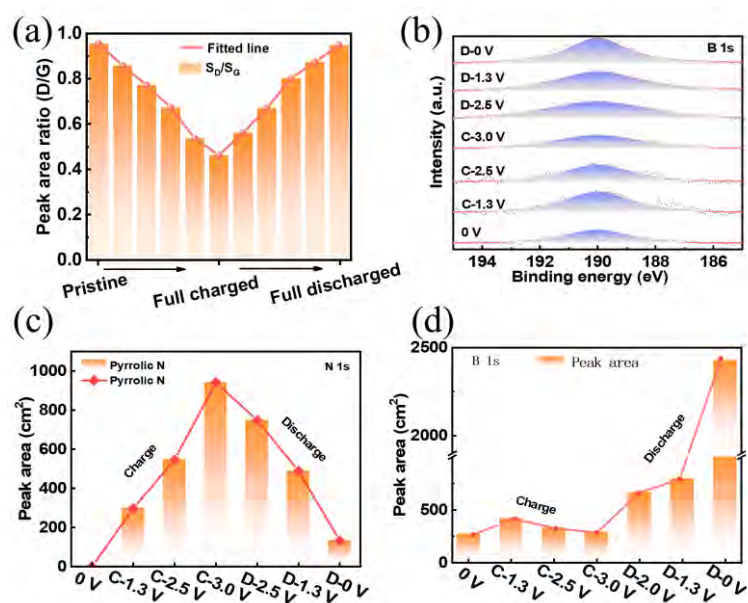 (a)
Peak area ratio (D/G)
1.0
0.8
0.6
0.4
0.2
0.0
Fitted line
S_D/S_G
Pristine
Full charged
Full discharged
(b)
Intensity (a.u.)
B 1s
D-0 V
D-1.3 V
D-2.5 V
C-3.0 V
C-2.5 V
C-1.3 V
0 V
194 192 190 188 186
Binding energy (eV)
(c)
Peak area (cm²)
1000
800
600
400
200
0
Pyrrolic N
Pyrrolic N
N 1s
Charge
Discharge
0 V C-1.3 V C-2.5 V C-3.0 V D-2.5 V D-1.3 V D-0 V
(d)
Peak area (cm²)
2500
2000
500
0
B 1s
Peak area
Charge
Discharge
0 V C-1.3 V C-2.5 V C-3.0 V D-2.0 V D-1.3 V D-0 V